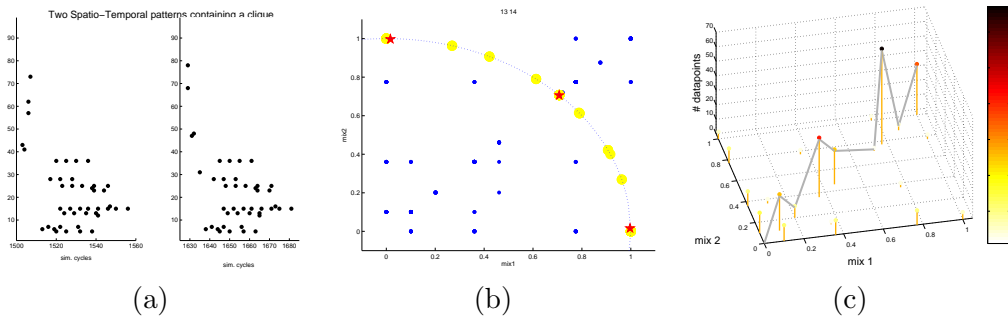 Two Spatio-Temporal patterns containing a clique
90
80
70
60
50
40
30
20
10
1500 1520 1540 1560
sim. cycles
90
80
70
60
50
40
30
20
10
1630 1640 1650 1660 1670 1680
sim. cycles
(a)
13 14
1
0.8
0.6
0.4
0.2
0
mix2
0 0.2 0.4 0.6 0.8 1
mix1
(b)
70
60
50
40
30
20
10
0
# datapoints
1
0.8
0.6
0.4
0.2
0
mix 2
0 0.2 0.4 0.6 0.8 1
mix 1
(c)